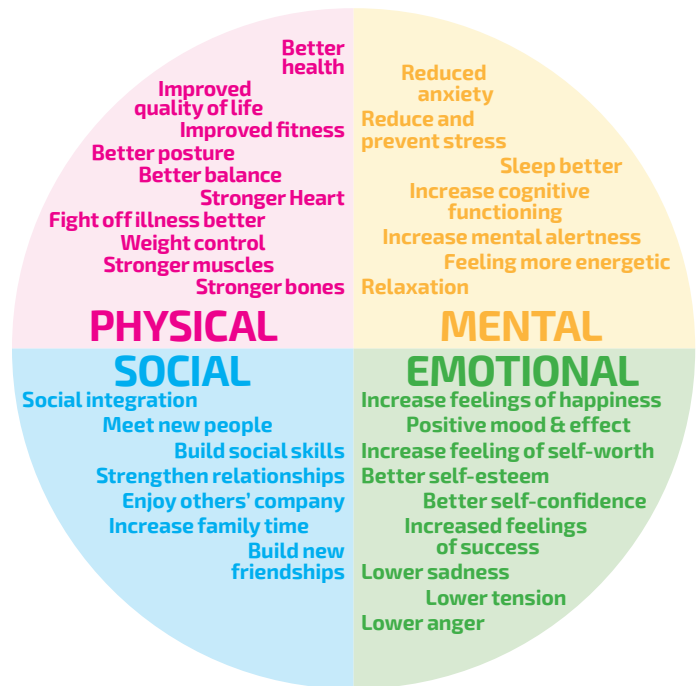 Better
health
Improved
quality of life
Improved fitness
Better posture
Better balance
Stronger Heart
Fight off illness better
Weight control
Stronger muscles
Stronger bones
PHYSICAL
Reduced
anxiety
Reduce and
prevent stress
Sleep better
Increase cognitive
functioning
Increase mental alertness
Feeling more energetic
Relaxation
MENTAL
SOCIAL
Social integration
Meet new people
Build social skills
Strengthen relationships
Enjoy others’ company
Increase family time
Build new
friendships
EMOTIONAL
Increase feelings of happiness
Positive mood & effect
Increase feeling of self-worth
Better self-esteem
Better self-confidence
Increased feelings
of success
Lower sadness
Lower tension
Lower anger